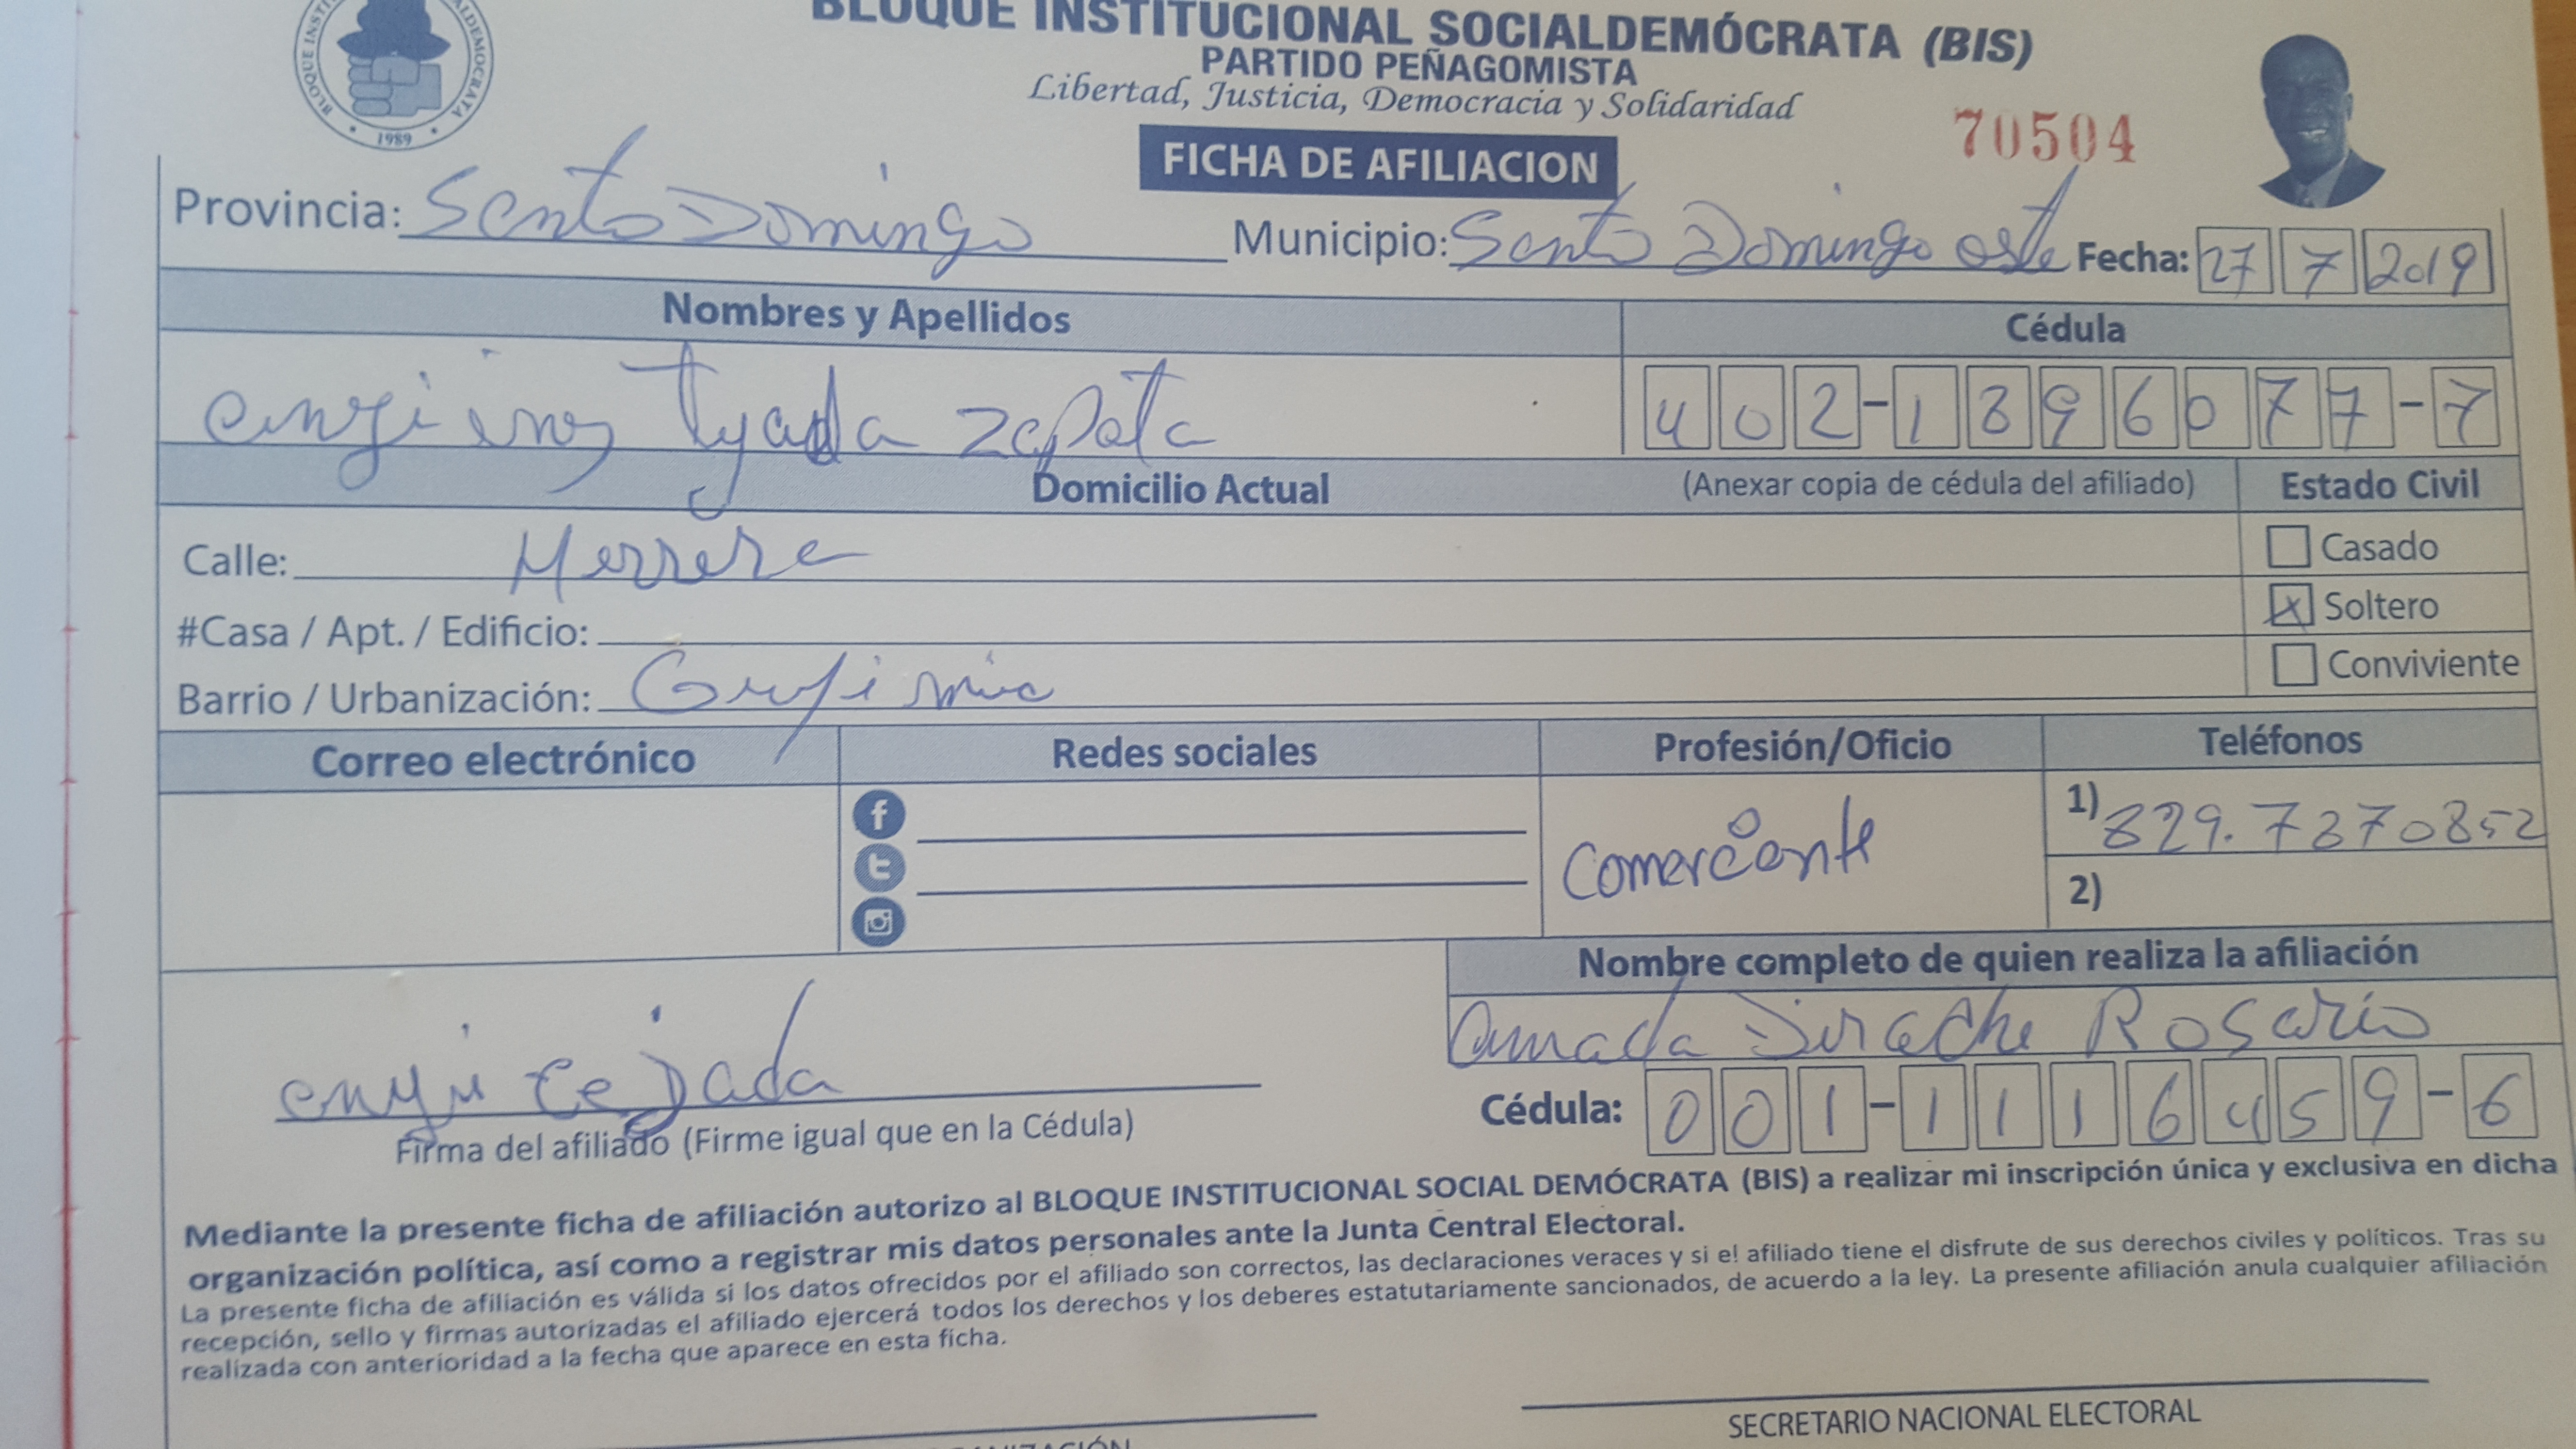 BLOQUE INSTITUCIONAL SOCIALDEMÓCRATA (BIS)
PARTIDO PEÑAGOMISTA
Libertad, Justicia, Democracia y Solidaridad
1989
70504
FICHA DE AFILIACION
Provincia: Santo Domingo Municipio: Santo Domingo oste Fecha: 27 7 2019
Nombres y Apellidos Cédula
tyada zapata 402-1896077-7
Domicilio Actual (Anexar copia de cédula del afiliado) Estado Civil
Calle: Herrera
Casado
#Casa / Apt. / Edificio:
X Soltero
Barrio / Urbanización:
Conviviente
Correo electrónico Redes sociales Profesión/Oficio Teléfonos
Comerciante
1) 829.7870852
2)
Nombre completo de quien realiza la afiliación
Amada Rosario
Cejada
Firma del afiliado (Firme igual que en la Cédula)
Cédula: 001-1116459-6
Mediante la presente ficha de afiliación autorizo al BLOQUE INSTITUCIONAL SOCIAL DEMÓCRATA (BIS) a realizar mi inscripción única y exclusiva en dicha
organización política, así como a registrar mis datos personales ante la Junta Central Electoral.
La presente ficha de afiliación es válida si los datos ofrecidos por el afiliado son correctos, las declaraciones veraces y si el afiliado tiene el disfrute de sus derechos civiles y políticos. Tras su
recepción, sello y firmas autorizadas el afiliado ejercerá todos los derechos y los deberes estatutariamente sancionados, de acuerdo a la ley. La presente afiliación anula cualquier afiliación
realizada con anterioridad a la fecha que aparece en esta ficha.
SECRETARIO NACIONAL ELECTORAL